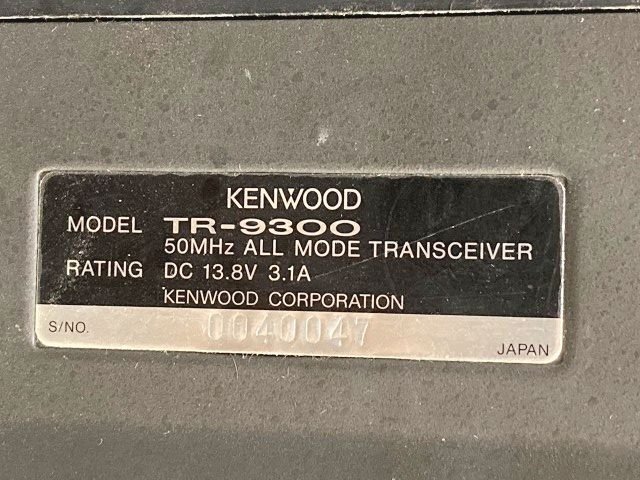 KENWOOD
MODEL TR-9300
50MHz ALL MODE TRANSCEIVER
RATING DC 13.8V 3.1A
KENWOOD CORPORATION
S/NO. 0040047
JAPAN